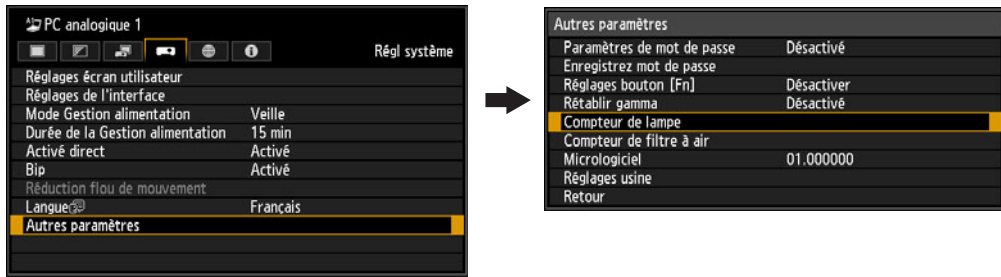 PC analogique 1
Régl système
Réglages écran utilisateur
Réglages de l'interface
Mode Gestion alimentation Veille
Durée de la Gestion alimentation 15 min
Activé direct Activé
Bip Activé
Réduction flou de mouvement
Langue Français
Autres paramètres
Autres paramètres
Paramètres de mot de passe Désactivé
Enregistrez mot de passe
Réglages bouton [Fn] Désactiver
Rétablir gamma Désactivé
Compteur de lampe
Compteur de filtre à air
Micrologiciel 01.000000
Réglages usine
Retour